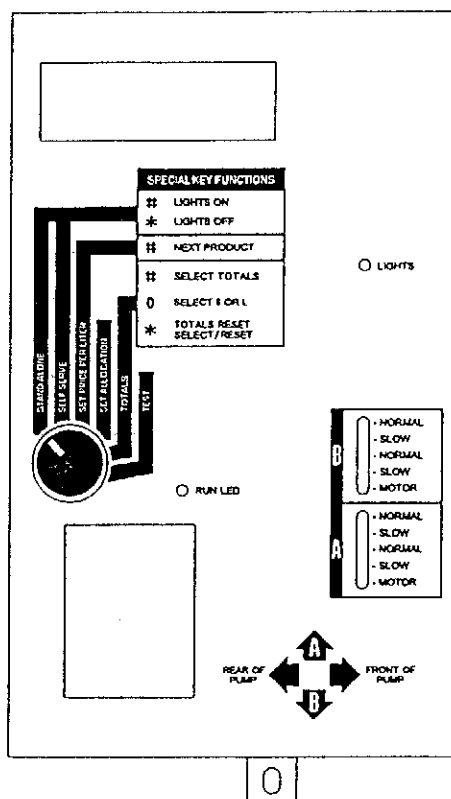 SPECIAL KEY FUNCTIONS
# LIGHTS ON
* LIGHTS OFF
# NEXT PRODUCT
# SELECT TOTALS
0 SELECT $ OR L
* TOTALS RESET
SELECT/RESET
LIGHTS
STAND ALONE
SELF SERVE
SET PRICE PER LITER
SET ALLOCATION
TOTALS
TEST
RUN LED
B
- NORMAL
- SLOW
- NORMAL
- SLOW
- MOTOR
A
- NORMAL
- SLOW
- NORMAL
- SLOW
- MOTOR
A
REAR OF
PUMP
FRONT OF
PUMP
B